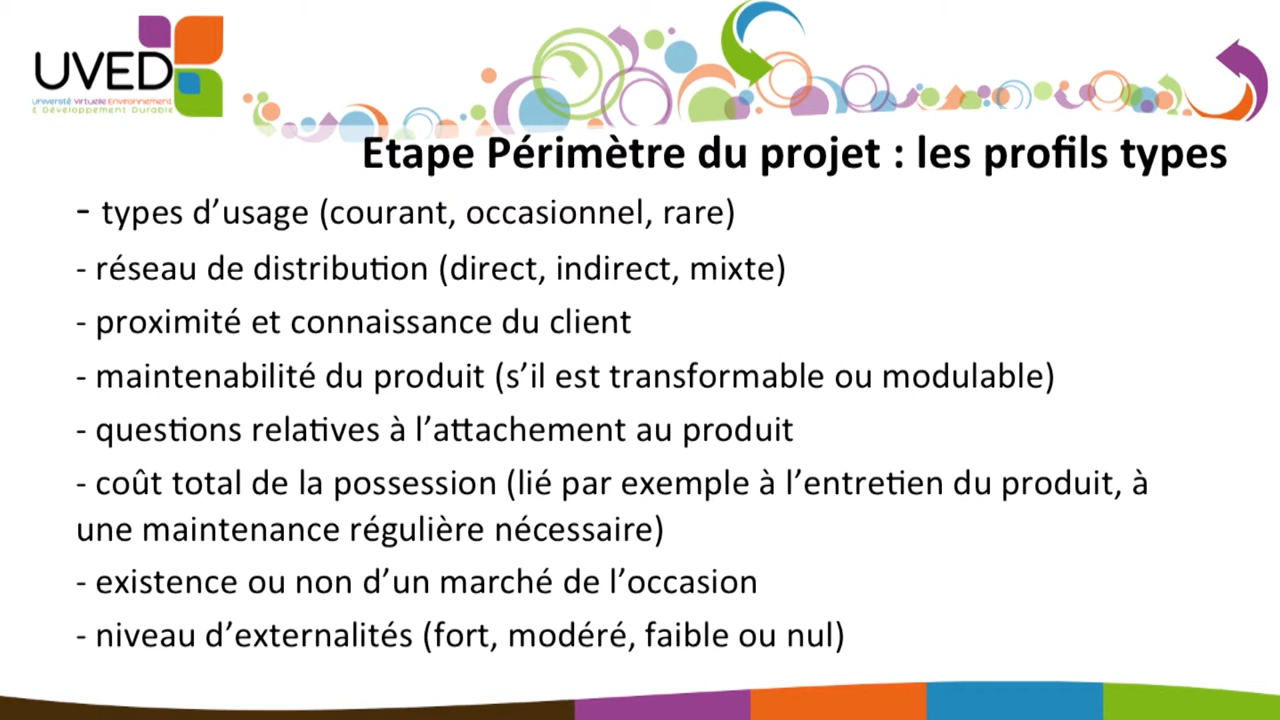 UVED
Université Virtuelle Environnement
& Développement Durable
Etape Périmètre du projet : les profils types
- types d’usage (courant, occasionnel, rare)
- réseau de distribution (direct, indirect, mixte)
- proximité et connaissance du client
- maintenabilité du produit (s’il est transformable ou modulable)
- questions relatives à l’attachement au produit
- coût total de la possession (lié par exemple à l’entretien du produit, à
une maintenance régulière nécessaire)
- existence ou non d’un marché de l’occasion
- niveau d’externalités (fort, modéré, faible ou nul)